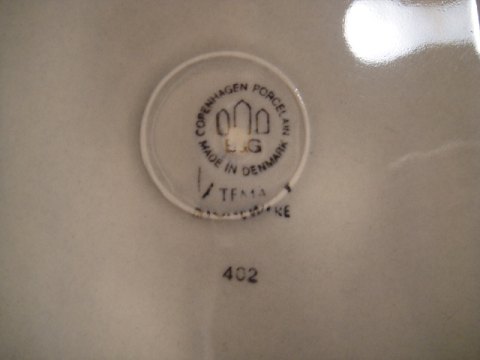 COPENHAGEN PORCELAIN
B&G
MADE IN DENMARK
TEMA
402